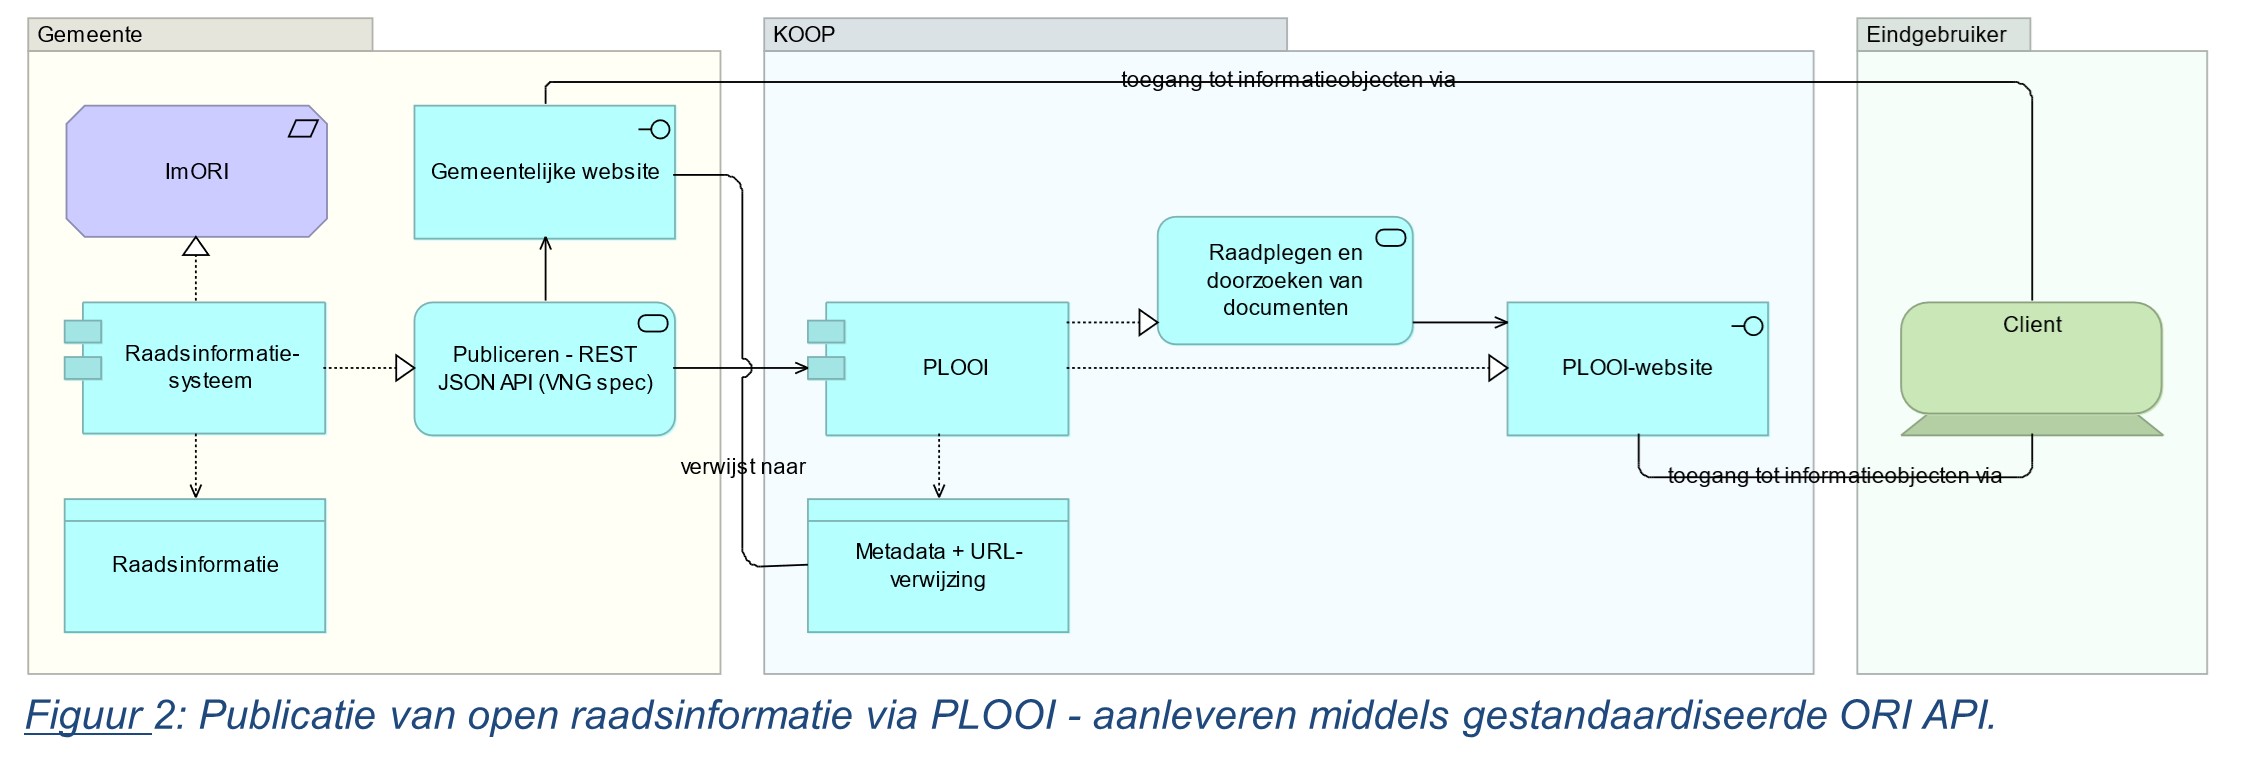 Gemeente
KOOP
Eindgebruiker
toegang tot informatieobjecten via
ImORI
Gemeentelijke website
Raadplegen en
doorzoeken van
documenten
Client
Raadsinformatie-
systeem
Publiceren - REST
JSON API (VNG spec)
PLOOI
PLOOI-website
verwijst naar
toegang tot informatieobjecten via
Raadsinformatie
Metadata + URL-
verwijzing
Figuur 2: Publicatie van open raadsinformatie via PLOOI - aanleveren middels gestandaardiseerde ORI API.